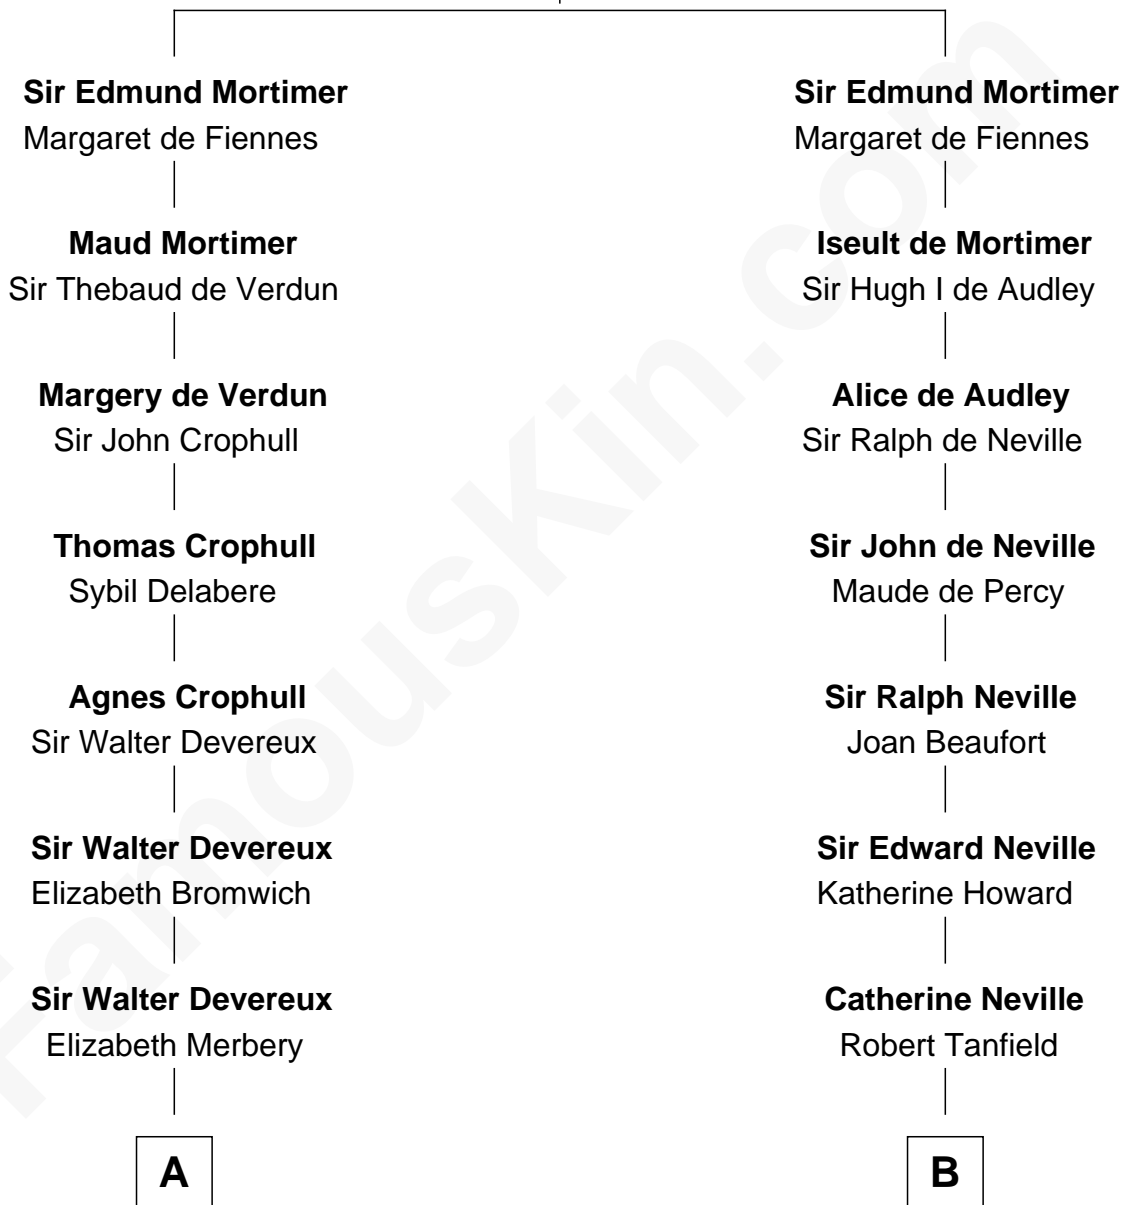 Sir Edmund Mortimer
Margaret de Fiennes
Maud Mortimer
Sir Thebaud de Verdun
Margery de Verdun
Sir John Crophull
Thomas Crophull
Sybil Delabere
Agnes Crophull
Sir Walter Devereux
Sir Walter Devereux
Elizabeth Bromwich
Sir Walter Devereux
Elizabeth Merbery
A
Sir Edmund Mortimer
Margaret de Fiennes
Iseult de Mortimer
Sir Hugh I de Audley
Alice de Audley
Sir Ralph de Neville
Sir John de Neville
Maude de Percy
Sir Ralph Neville
Joan Beaufort
Sir Edward Neville
Katherine Howard
Catherine Neville
Robert Tanfield
B
FamousKin.com